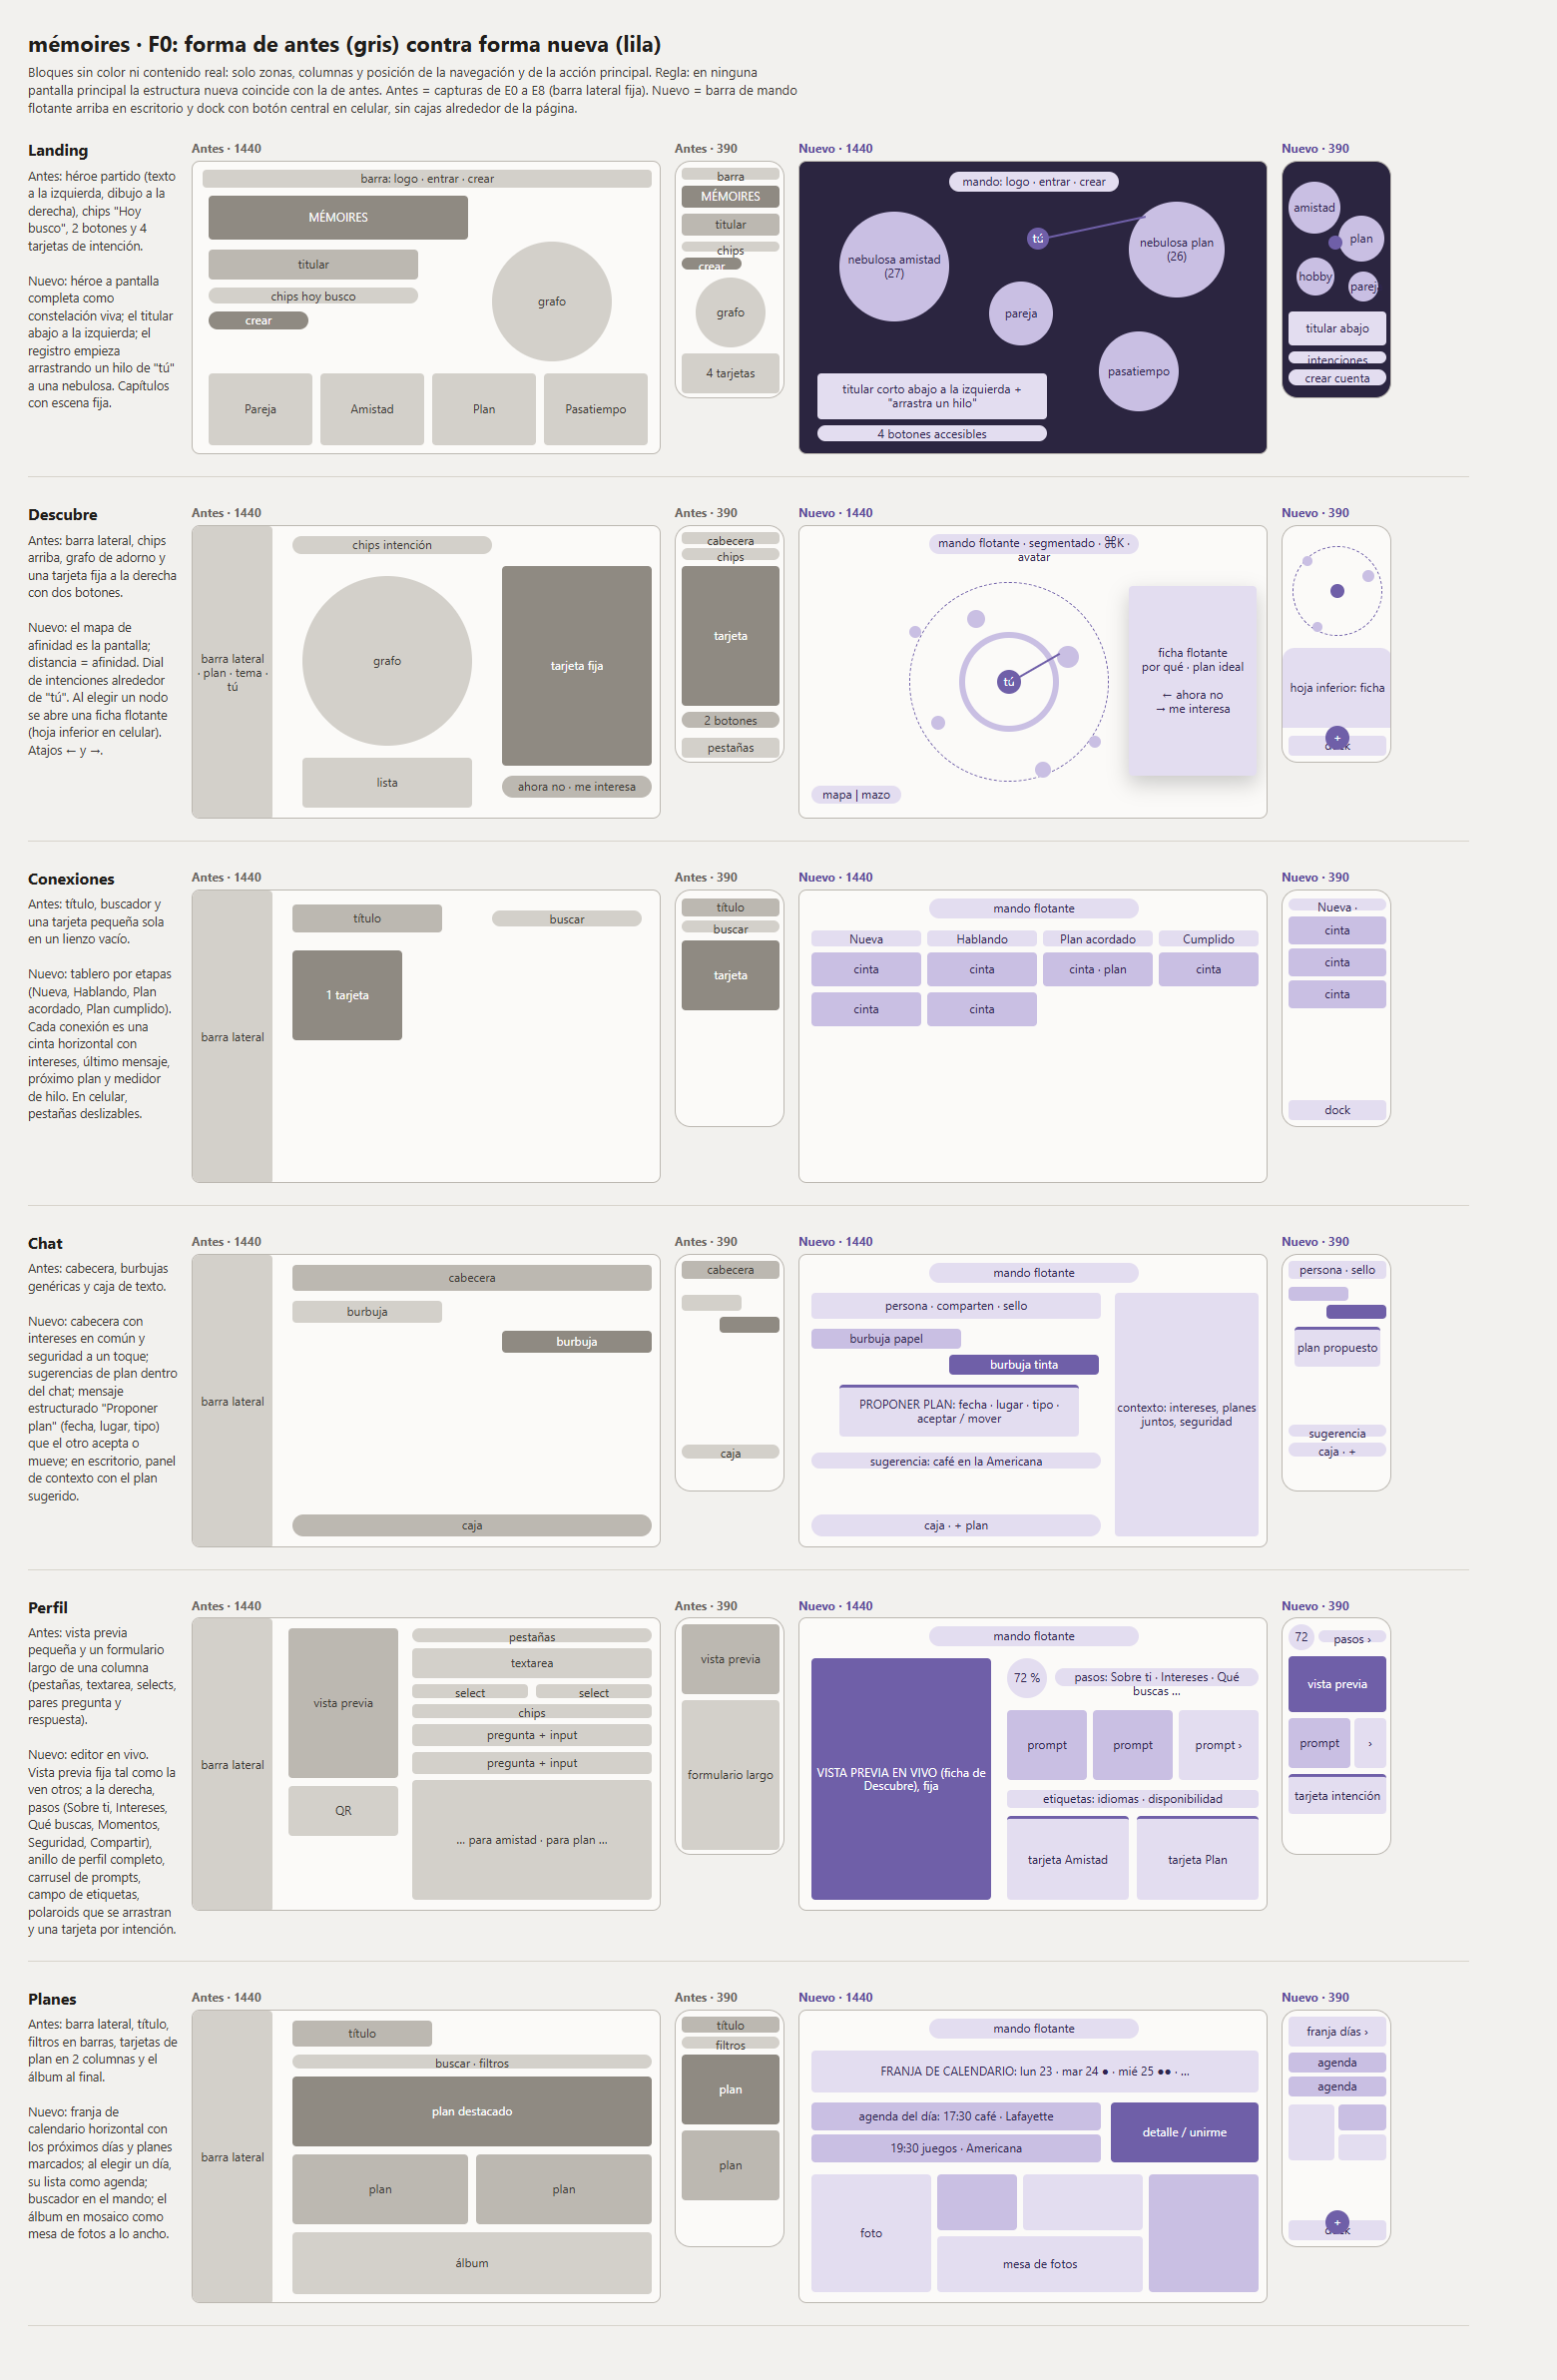 mémoires · F0: forma de antes (gris) contra forma nueva (lila)
Bloques sin color ni contenido real: solo zonas, columnas y posición de la navegación y de la acción principal. Regla: en ninguna
pantalla principal la estructura nueva coincide con la de antes. Antes = capturas de E0 a E8 (barra lateral fija). Nuevo = barra de mando
flotante arriba en escritorio y dock con botón central en celular, sin cajas alrededor de la página.
Landing
Antes: héroe partido (texto
a la izquierda, dibujo a la
derecha), chips "Hoy
busco", 2 botones y 4
tarjetas de intención.
Nuevo: héroe a pantalla
completa como
constelación viva; el titular
abajo a la izquierda; el
registro empieza
arrastrando un hilo de "tú"
a una nebulosa. Capítulos
con escena fija.
Antes · 1440
barra: logo · entrar · crear
MÉMOIRES
titular
chips hoy busco
crear
grafo
Pareja
Amistad
Plan
Pasatiempo
Antes · 390
barra
MÉMOIRES
titular
chips
crear
grafo
4 tarjetas
Nuevo · 1440
mando: logo · entrar · crear
nebulosa amistad
(27)
tú
nebulosa plan
(26)
pareja
pasatiempo
titular corto abajo a la izquierda +
"arrastra un hilo"
4 botones accesibles
Nuevo · 390
amistad
plan
hobby
parej
titular abajo
intenciones
crear cuenta
Descubre
Antes: barra lateral, chips
arriba, grafo de adorno y
una tarjeta fija a la derecha
con dos botones.
Nuevo: el mapa de
afinidad es la pantalla;
distancia = afinidad. Dial
de intenciones alrededor
de "tú". Al elegir un nodo
se abre una ficha flotante
(hoja inferior en celular).
Atajos ← y →.
Antes · 1440
barra lateral
· plan · tema ·
tú
chips intención
grafo
lista
tarjeta fija
ahora no · me interesa
Antes · 390
cabecera
chips
tarjeta
2 botones
pestañas
Nuevo · 1440
mando flotante · segmentado · ⌘K ·
avatar
tú
ficha flotante
por qué · plan ideal
← ahora no
→ me interesa
mapa | mazo
Nuevo · 390
hoja inferior: ficha
+
dock
Conexiones
Antes: título, buscador y
una tarjeta pequeña sola
en un lienzo vacío.
Nuevo: tablero por etapas
(Nueva, Hablando, Plan
acordado, Plan cumplido).
Cada conexión es una
cinta horizontal con
intereses, último mensaje,
próximo plan y medidor
de hilo. En celular,
pestañas deslizables.
Antes · 1440
barra lateral
título
buscar
1 tarjeta
Antes · 390
título
buscar
tarjeta
Nuevo · 1440
mando flotante
Nueva
Hablando
Plan acordado
Cumplido
cinta
cinta
cinta · plan
cinta
cinta
cinta
Nuevo · 390
Nueva ·
cinta
cinta
cinta
dock
Chat
Antes: cabecera, burbujas
genéricas y caja de texto.
Nuevo: cabecera con
intereses en común y
seguridad a un toque;
sugerencias de plan dentro
del chat; mensaje
estructurado "Proponer
plan" (fecha, lugar, tipo)
que el otro acepta o
mueve; en escritorio, panel
de contexto con el plan
sugerido.
Antes · 1440
barra lateral
cabecera
burbuja
burbuja
caja
Antes · 390
cabecera
caja
Nuevo · 1440
mando flotante
persona · comparten · sello
burbuja papel
burbuja tinta
PROPONER PLAN: fecha · lugar · tipo ·
aceptar / mover
sugerencia: café en la Americana
caja · + plan
contexto: intereses, planes
juntos, seguridad
Nuevo · 390
persona · sello
plan propuesto
sugerencia
caja · +
Perfil
Antes: vista previa
pequeña y un formulario
largo de una columna
(pestañas, textarea, selects,
pares pregunta y
respuesta).
Nuevo: editor en vivo.
Vista previa fija tal como la
ven otros; a la derecha,
pasos (Sobre ti, Intereses,
Qué buscas, Momentos,
Seguridad, Compartir),
anillo de perfil completo,
carrusel de prompts,
campo de etiquetas,
polaroids que se arrastran
y una tarjeta por intención.
Antes · 1440
barra lateral
vista previa
QR
pestañas
textarea
select
select
chips
pregunta + input
pregunta + input
... para amistad · para plan ...
Antes · 390
vista previa
formulario largo
Nuevo · 1440
mando flotante
VISTA PREVIA EN VIVO (ficha de
Descubre), fija
72 %
pasos: Sobre ti · Intereses · Qué
buscas ...
prompt
prompt
prompt ›
etiquetas: idiomas · disponibilidad
tarjeta Amistad
tarjeta Plan
Nuevo · 390
72
pasos ›
vista previa
prompt
›
tarjeta intención
Planes
Antes: barra lateral, título,
filtros en barras, tarjetas de
plan en 2 columnas y el
álbum al final.
Nuevo: franja de
calendario horizontal con
los próximos días y planes
marcados; al elegir un día,
su lista como agenda;
buscador en el mando; el
álbum en mosaico como
mesa de fotos a lo ancho.
Antes · 1440
barra lateral
título
buscar · filtros
plan destacado
plan
plan
álbum
Antes · 390
título
filtros
plan
plan
Nuevo · 1440
mando flotante
FRANJA DE CALENDARIO: lun 23 · mar 24 ● · mié 25 ●● · ...
agenda del día: 17:30 café · Lafayette
19:30 juegos · Americana
detalle / unirme
foto
mesa de fotos
Nuevo · 390
franja días ›
agenda
agenda
+
dock